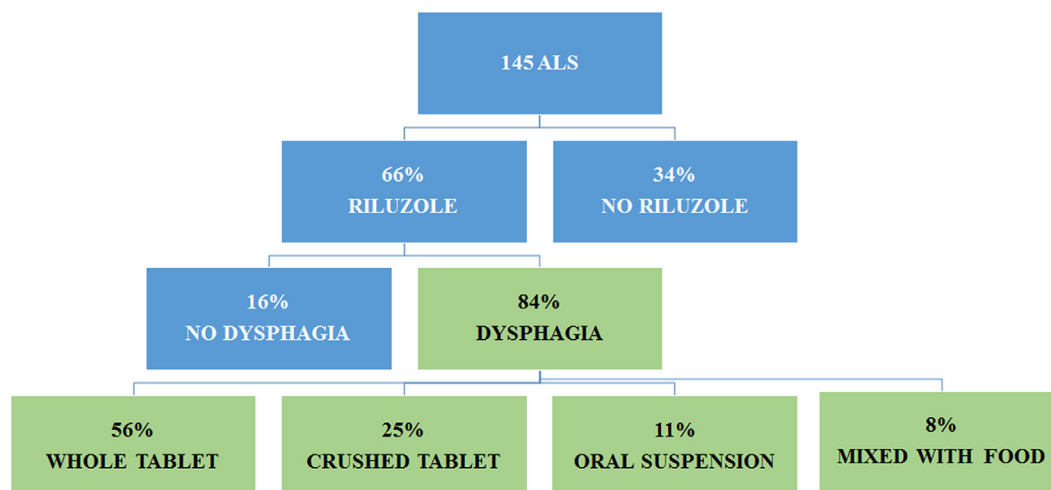 145 ALS
66%
RILUZOLE
34%
NO RILUZOLE
16%
NO DYSPHAGIA
84%
DYSPHAGIA
56%
WHOLE TABLET
25%
CRUSHED TABLET
11%
ORAL SUSPENSION
8%
MIXED WITH FOOD